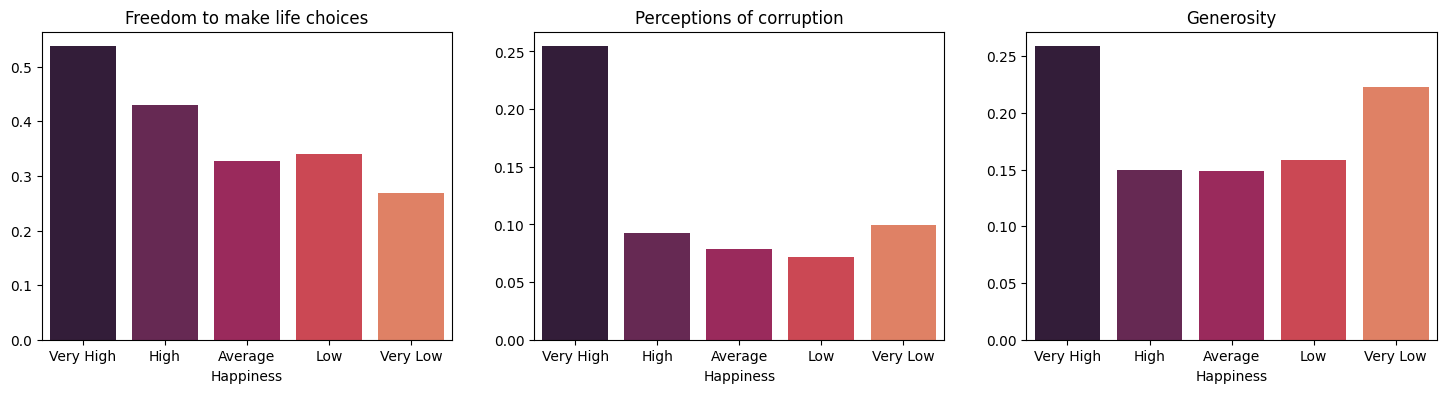 Freedom to make life choices
0.5
0.4
0.3
0.2
0.1
0.0
Very High High Average Low Very Low
Happiness
Perceptions of corruption
0.25
0.20
0.15
0.10
0.05
0.00
Very High High Average Low Very Low
Happiness
Generosity
0.25
0.20
0.15
0.10
0.05
0.00
Very High High Average Low Very Low
Happiness